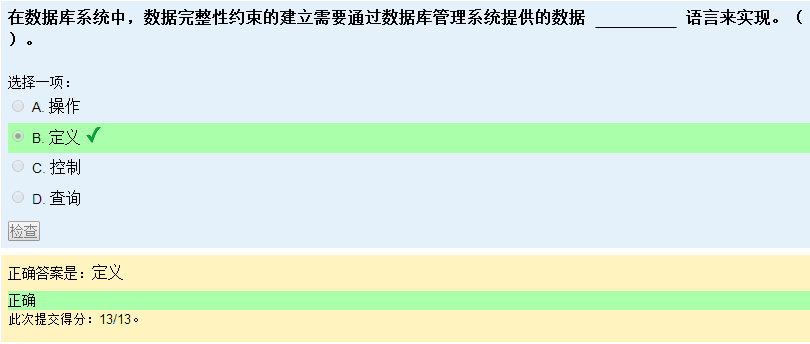 在数据库系统中，数据完整性约束的建立需要通过数据库管理系统提供的数据 _________ 语言来实现。（
）。
选择一项：
A. 操作
B. 定义
C. 控制
D. 查询
检查
正确答案是：定义
正确
此次提交得分：13/13。